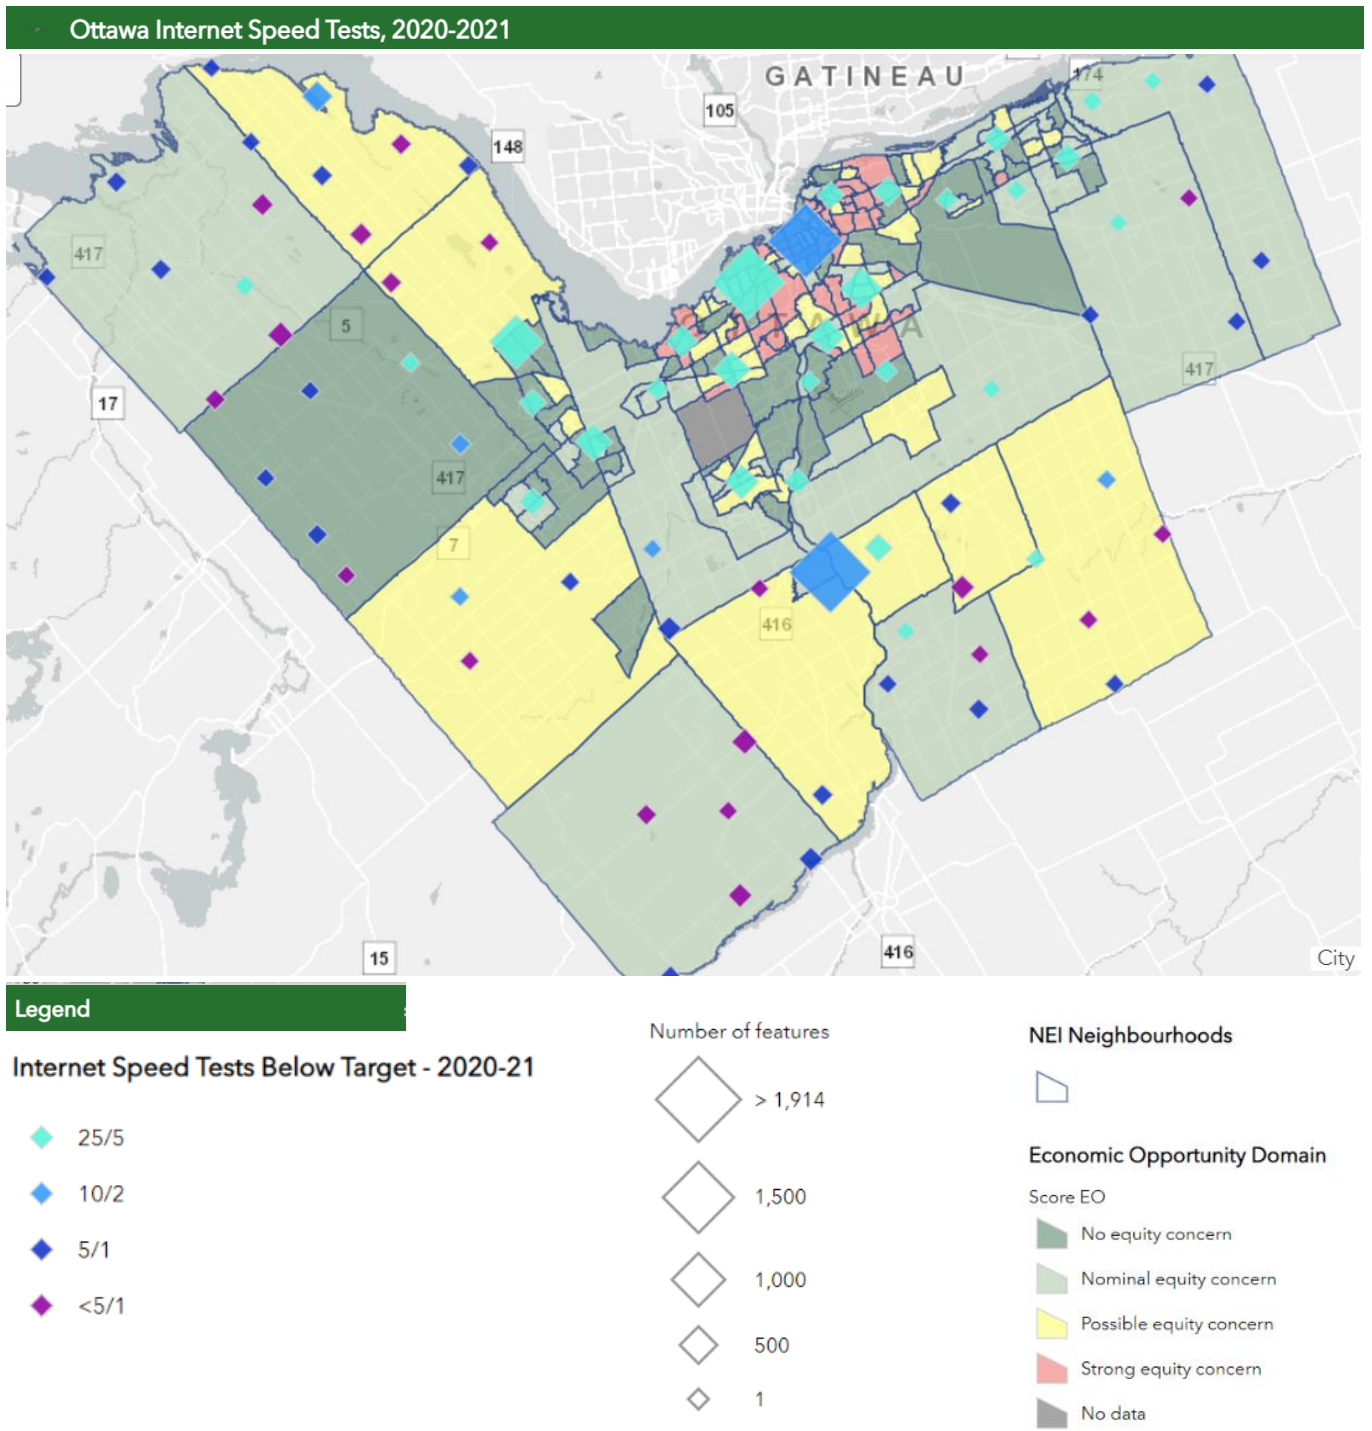 Ottawa Internet Speed Tests, 2020-2021
GATINEAU
174
105
148
417
5
OTTAWA
417
17
417
7
416
City
15
416
Legend
Internet Speed Tests Below Target - 2020-21
25/5
10/2
5/1
<5/1
Number of features
> 1,914
1,500
1,000
500
1
NEI Neighbourhoods
Economic Opportunity Domain
Score EO
No equity concern
Nominal equity concern
Possible equity concern
Strong equity concern
No data